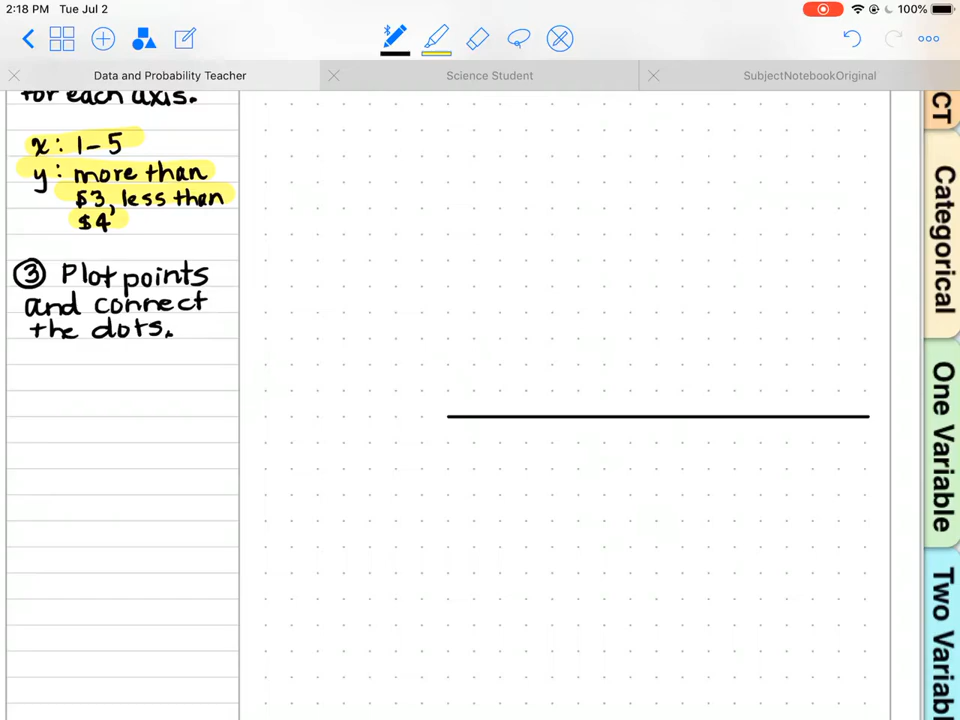 2:18 PM Tue Jul 2
100%
Data and Probability Teacher
Science Student
SubjectNotebookOriginal
for each axis.
x: 1-5
y: more than
$3, less than
$4
③ Plot points
and connect
the dots.
CT
Categorical
One Variable
Two Variab